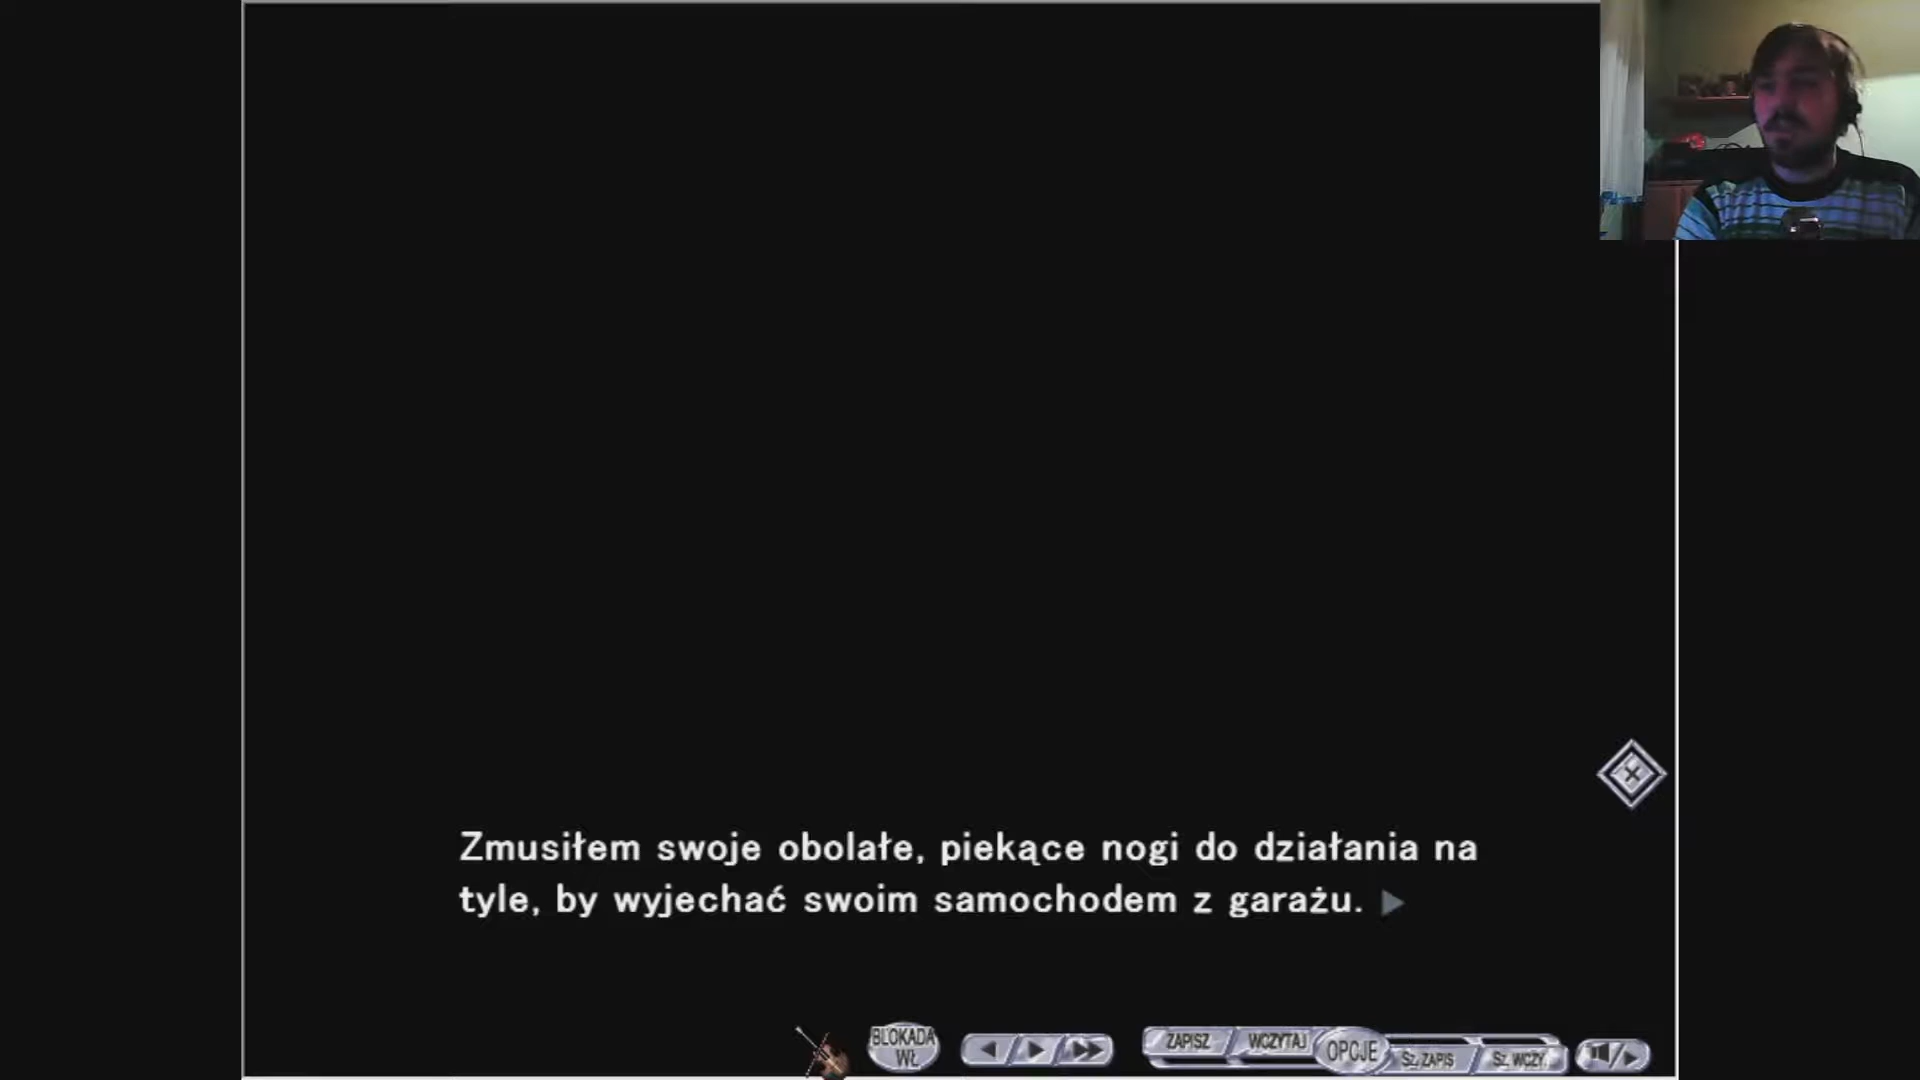 Zmusiłem swoje obolałe, piekące nogi do działania na
tyle, by wyjechać swoim samochodem z garażu.
BLOKADA
WŁ
ZAPISZ
WCZYTAJ
OPCJE
SZ. ZAPIS
SZ. WCZY.